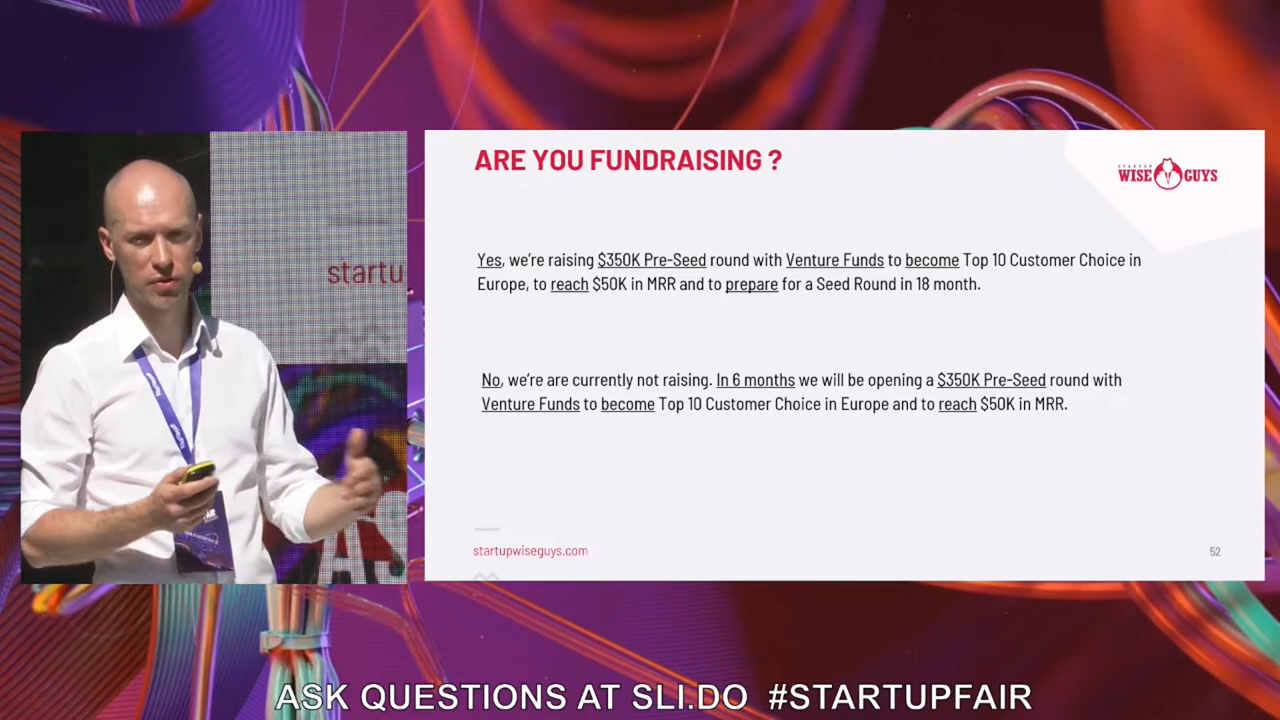 ARE YOU FUNDRAISING ?
STARTUP
WISE GUYS
Yes, we're raising $350K Pre-Seed round with Venture Funds to become Top 10 Customer Choice in
Europe, to reach $50K in MRR and to prepare for a Seed Round in 18 month.
startu
No, we're are currently not raising. In 6 months we will be opening a $350K Pre-Seed round with
Venture Funds to become Top 10 Customer Choice in Europe and to reach $50K in MRR.
AS
startupwiseguys.com
52
ASK QUESTIONS AT SLI.DO #STARTUPFAIR